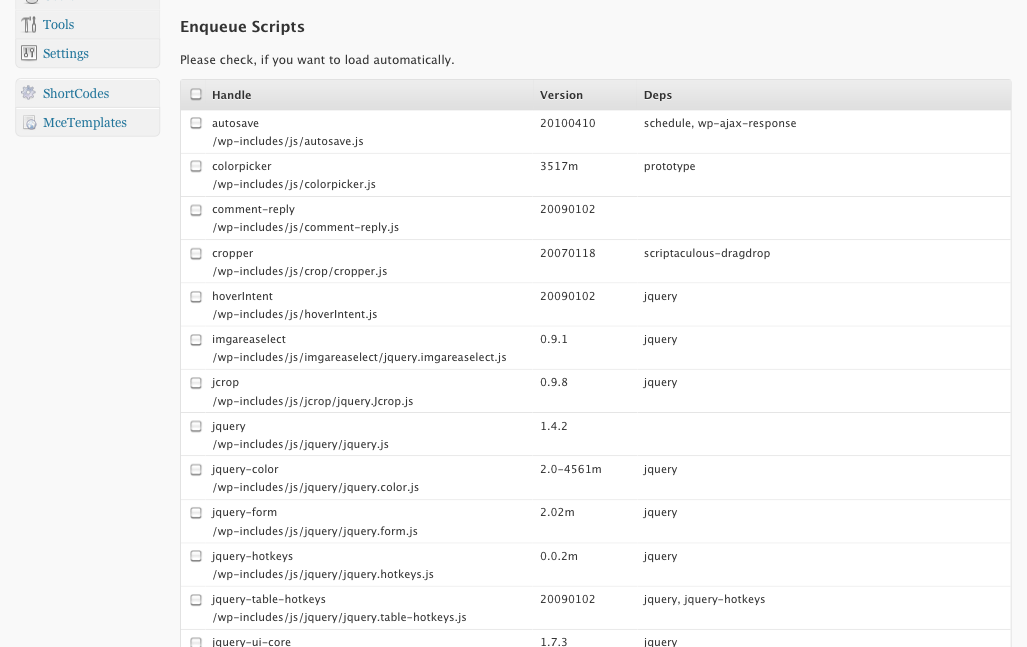 Tools
Settings
ShortCodes
MceTemplates
Enqueue Scripts
Please check, if you want to load automatically.
Handle Version Deps
autosave 20100410 schedule, wp-ajax-response
/wp-includes/js/autosave.js
colorpicker 3517m prototype
/wp-includes/js/colorpicker.js
comment-reply 20090102
/wp-includes/js/comment-reply.js
cropper 20070118 scriptaculous-dragdrop
/wp-includes/js/crop/cropper.js
hoverIntent 20090102 jquery
/wp-includes/js/hoverIntent.js
imgareaselect 0.9.1 jquery
/wp-includes/js/imgareaselect/jquery.imgareaselect.js
jcrop 0.9.8 jquery
/wp-includes/js/jcrop/jquery.Jcrop.js
jquery 1.4.2
/wp-includes/js/jquery/jquery.js
jquery-color 2.0-4561m jquery
/wp-includes/js/jquery/jquery.color.js
jquery-form 2.02m jquery
/wp-includes/js/jquery/jquery.form.js
jquery-hotkeys 0.0.2m jquery
/wp-includes/js/jquery/jquery.hotkeys.js
jquery-table-hotkeys 20090102 jquery, jquery-hotkeys
/wp-includes/js/jquery/jquery.table-hotkeys.js
jquery-ui-core 1.7.3 jquery